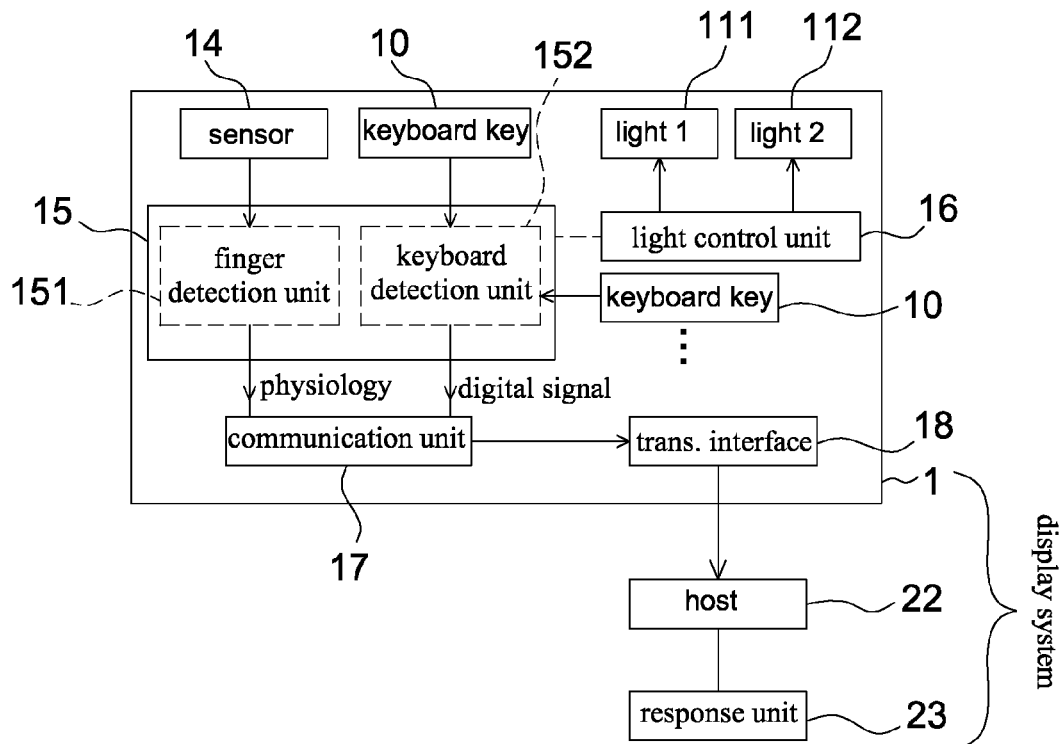 14
10
152
111
112
sensor
keyboard key
light 1
light 2
15
16
finger
detection unit
keyboard
detection unit
light control unit
151
keyboard key
10
physiology
digital signal
communication unit
trans. interface
18
1
17
host
22
display system
response unit
23